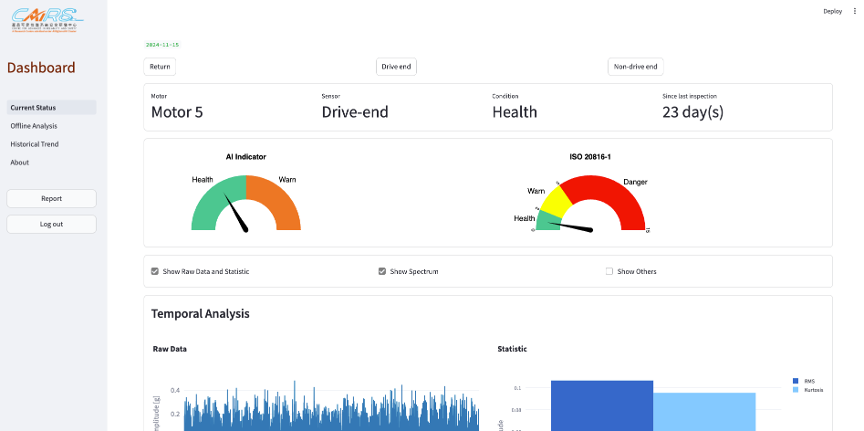 CAiRS
Deploy
Dashboard
Current Status
Offline Analysis
Historical Trend
About
Report
Log out
2024-11-15
Return
Drive end
Non-drive end
Motor
Motor 5
Sensor
Drive-end
Condition
Health
Since last inspection
23 day(s)
AI Indicator
Health
Warn
ISO 20816-1
Health
Warn
Danger
0
Show Raw Data and Statistic
Show Spectrum
Show Others
Temporal Analysis
Raw Data
0.4
0.2
mplitude[g]
Statistic
0.1
0.08
RMS
Kurtosis